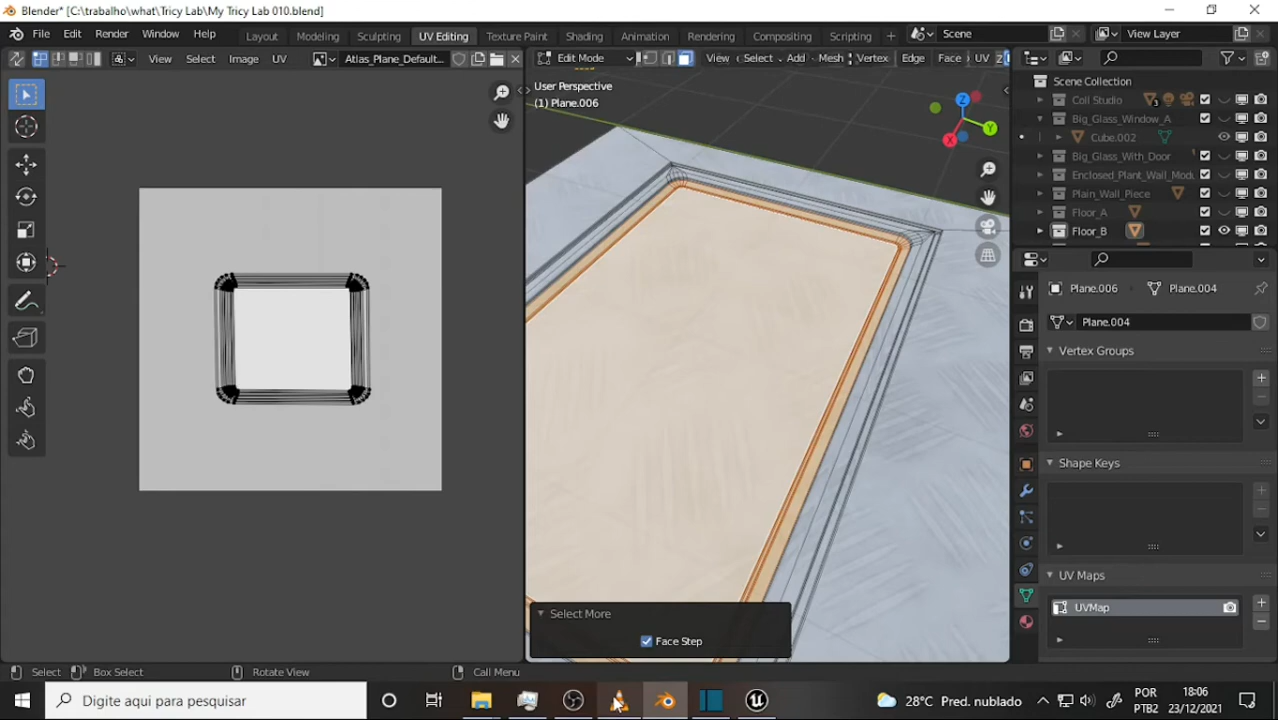 Blender* [C:\trabalho\what\Tricy Lab\My Tricy Lab 010.blend]
File Edit Render Window Help Layout Modeling Sculpting UV Editing Texture Paint Shading Animation Rendering Compositing Scripting + Scene View Layer
View Select Image UV Atlas_Plane_Default... Edit Mode View Select Add Mesh Vertex Edge Face UV
User Perspective
(1) Plane.006
Z
Y
X
Scene Collection
Coll Studio 3
Big_Glass_Window_A
Cube.002
Big_Glass_With_Door
Enclosed_Plant_Wall_Modu
Plain_Wall_Piece
Floor_A
Floor_B
Plane.006 Plane.004
Plane.004
Vertex Groups
Shape Keys
UV Maps
UVMap
Select More
Face Step
Select Box Select Rotate View Call Menu
Digite aqui para pesquisar
28°C Pred. nublado
POR
PTB2
18:06
23/12/2021